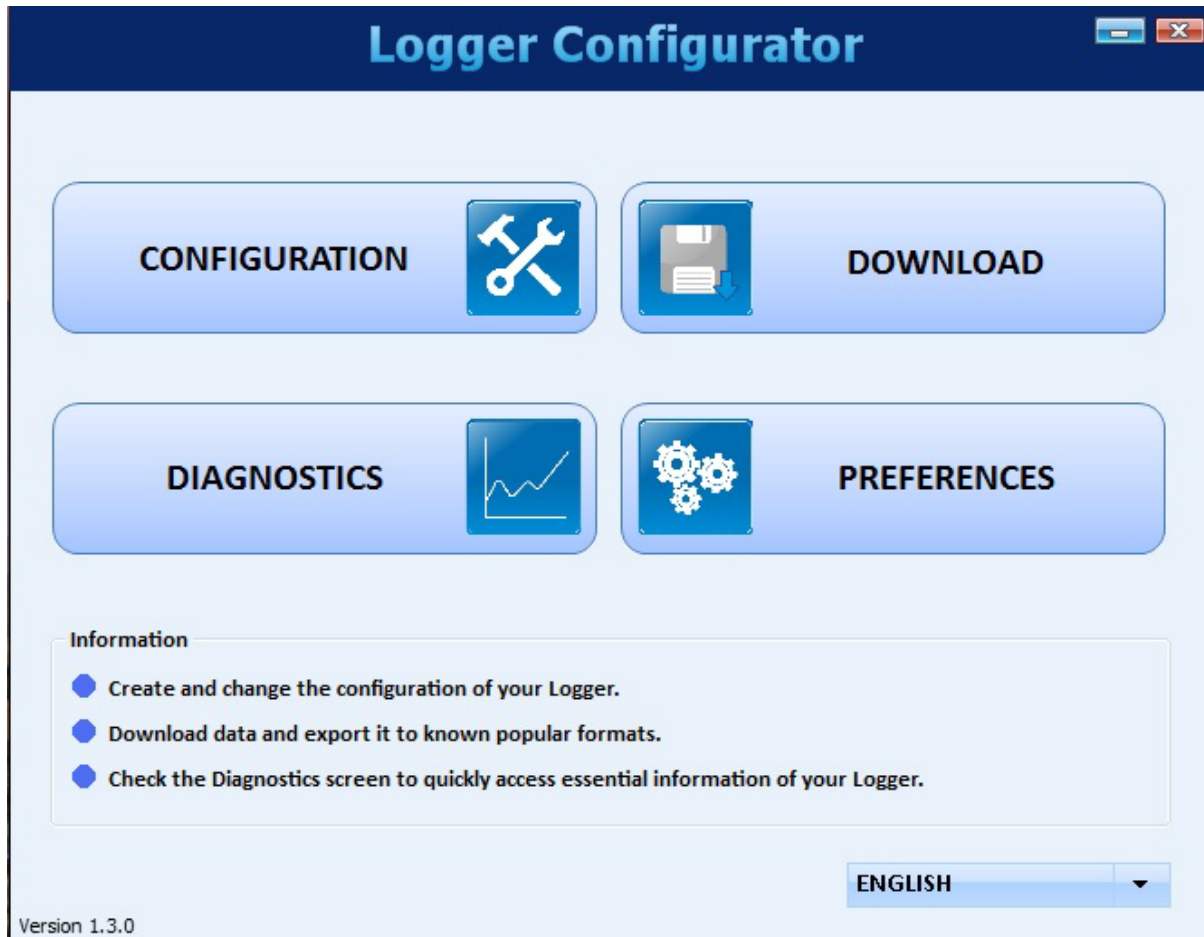 Logger Configurator
CONFIGURATION
DOWNLOAD
DIAGNOSTICS
PREFERENCES
Information
Create and change the configuration of your Logger.
Download data and export it to known popular formats.
Check the Diagnostics screen to quickly access essential information of your Logger.
ENGLISH
Version 1.3.0